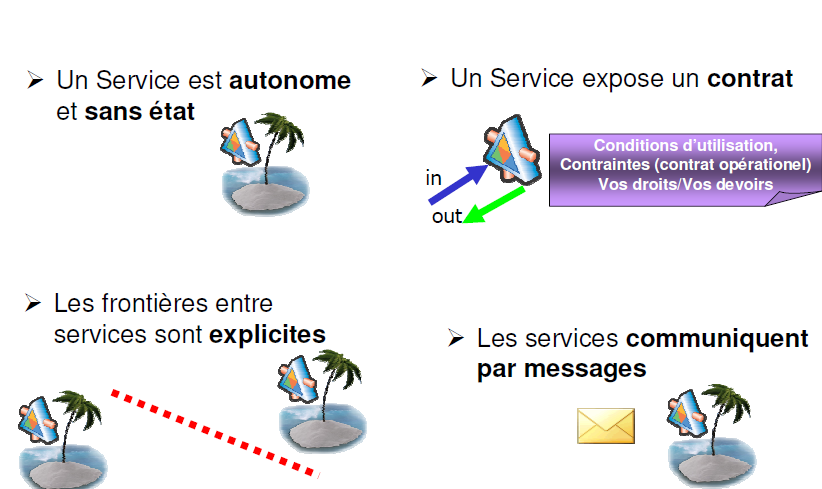 Un Service est autonome
et sans état
Un Service expose un contrat
Conditions d'utilisation,
Contraintes (contrat opérationel)
Vos droits/Vos devoirs
in
out
Les frontières entre
services sont explicites
Les services communiquent
par messages